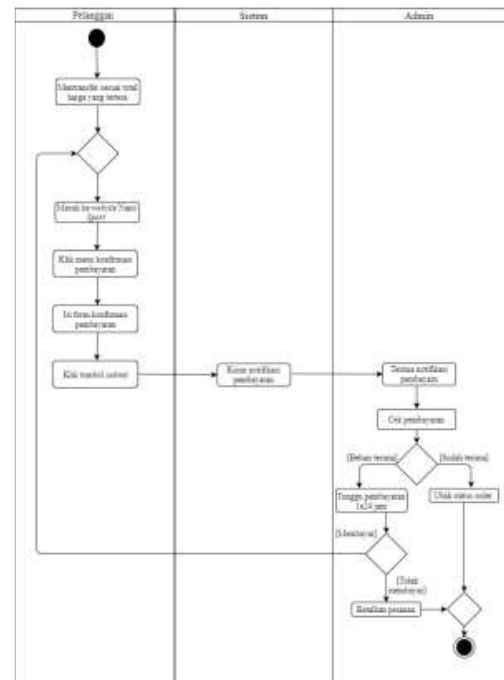 Pelanggan
Sistem
Admin
Mentransfer sesuai total
harga yang tertera
Masuk ke website
Sport
Klik menu konfirmasi
pembayaran
Isi form konfirmasi
pembayaran
Klik tombol submit
Kirim notifikasi
pembayaran
Terima notifikasi
pembayaran
Cek pembayaran
[Belum terima]
[Sudah terima]
Tunggu pembayaran
1x24 jam
Ubah status order
[Membayar]
[Tidak
membayar]
Batalkan pesanan